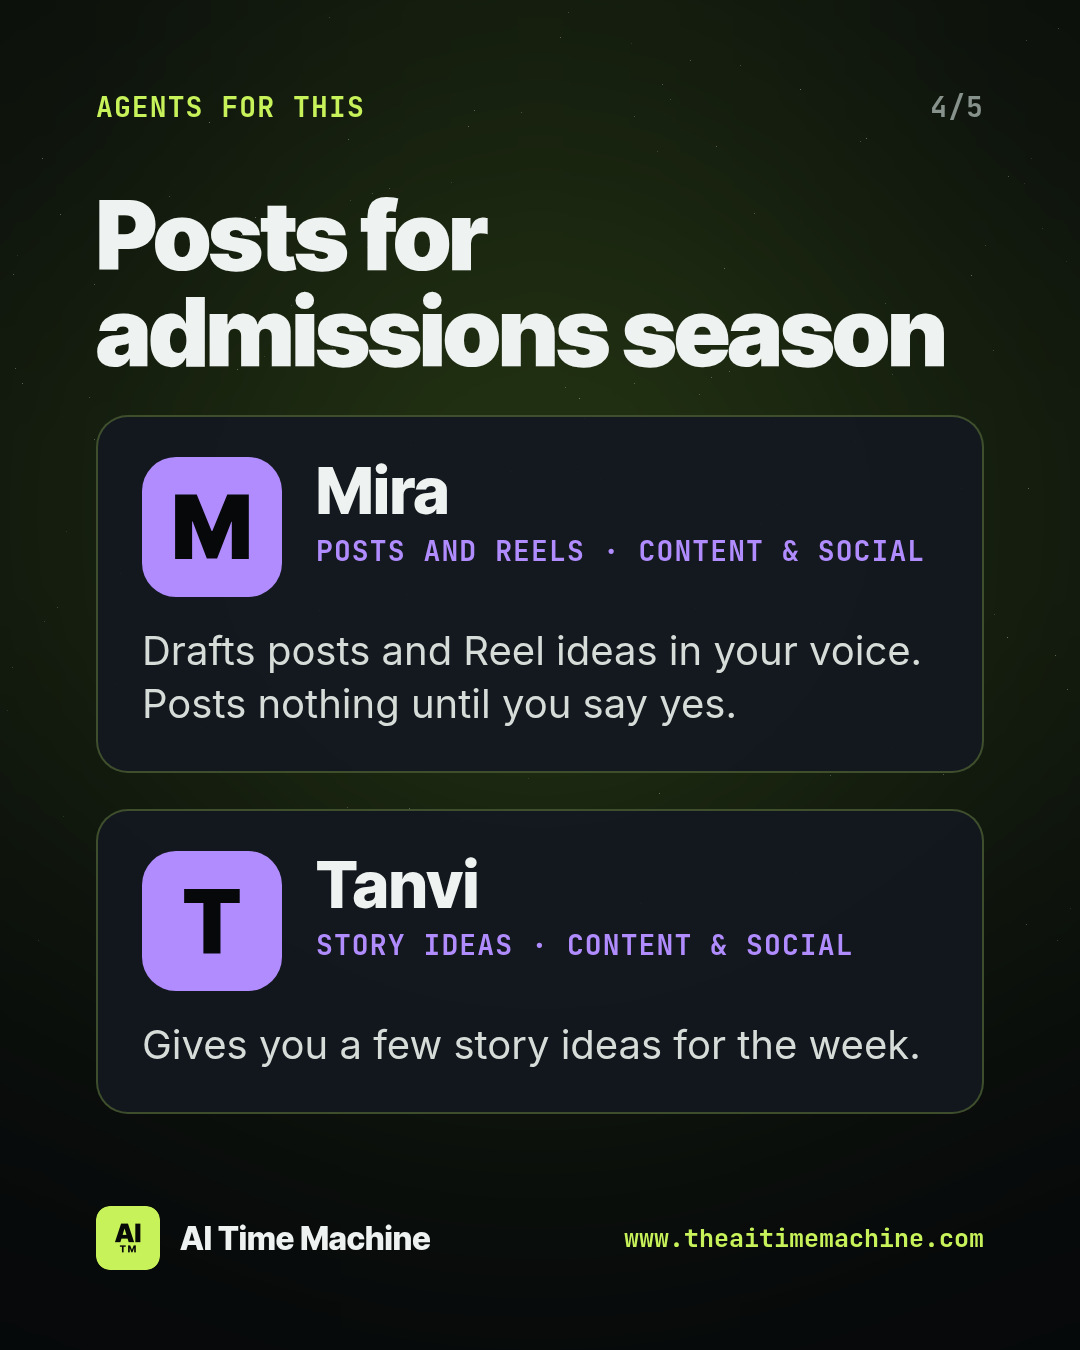 AGENTS FOR THIS
4/5
Posts for
admissions season
M
Mira
POSTS AND REELS · CONTENT & SOCIAL
Drafts posts and Reel ideas in your voice.
Posts nothing until you say yes.
T
Tanvi
STORY IDEAS · CONTENT & SOCIAL
Gives you a few story ideas for the week.
AI
TM
AI Time Machine
www.theaitimemachine.com